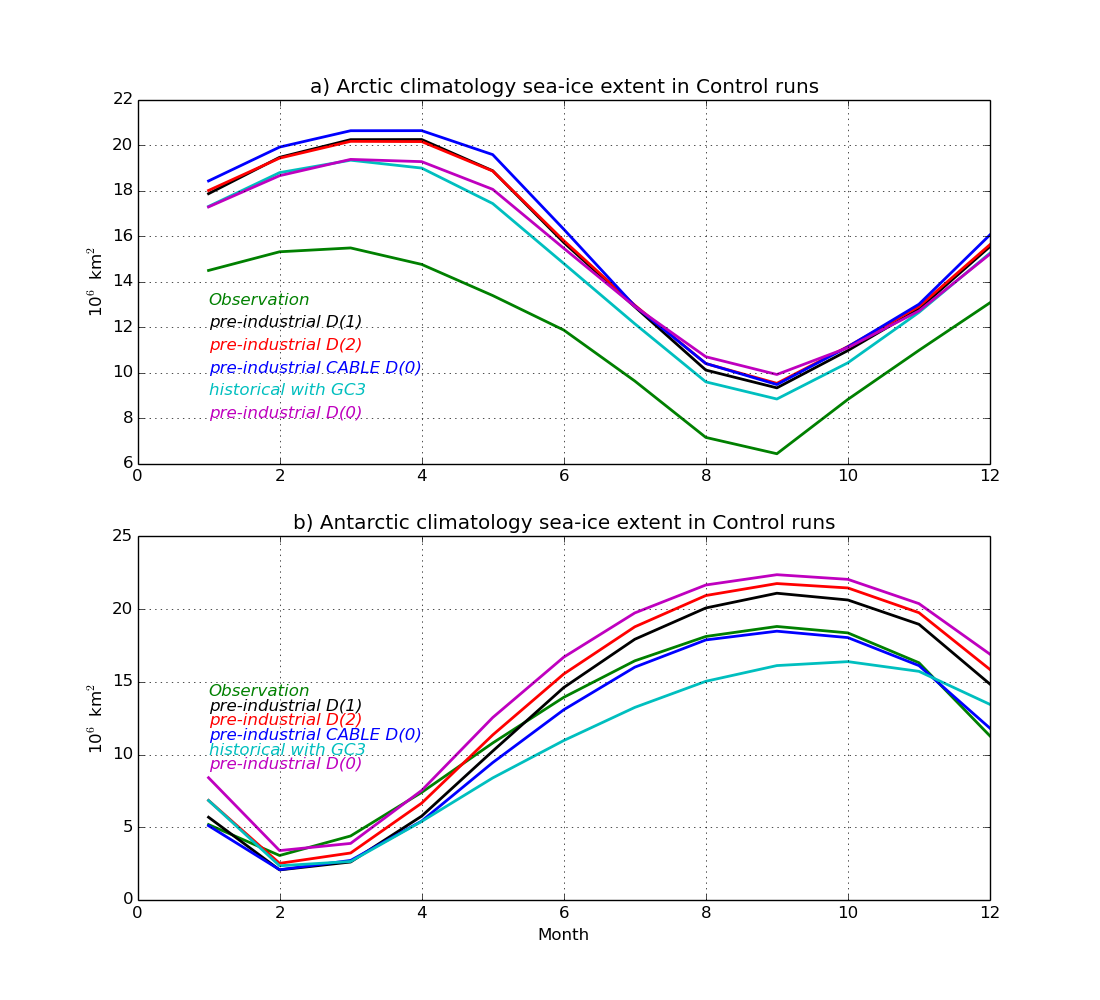 a) Arctic climatology sea-ice extent in Control runs
22
20
18
16
14
12
10
8
6
10⁶ km²
Observation
pre-industrial D(1)
pre-industrial D(2)
pre-industrial CABLE D(0)
historical with GC3
pre-industrial D(0)
0 2 4 6 8 10 12
b) Antarctic climatology sea-ice extent in Control runs
25
20
15
10
5
0
10⁶ km²
Observation
pre-industrial D(1)
pre-industrial D(2)
pre-industrial CABLE D(0)
historical with GC3
pre-industrial D(0)
0 2 4 6 8 10 12
Month